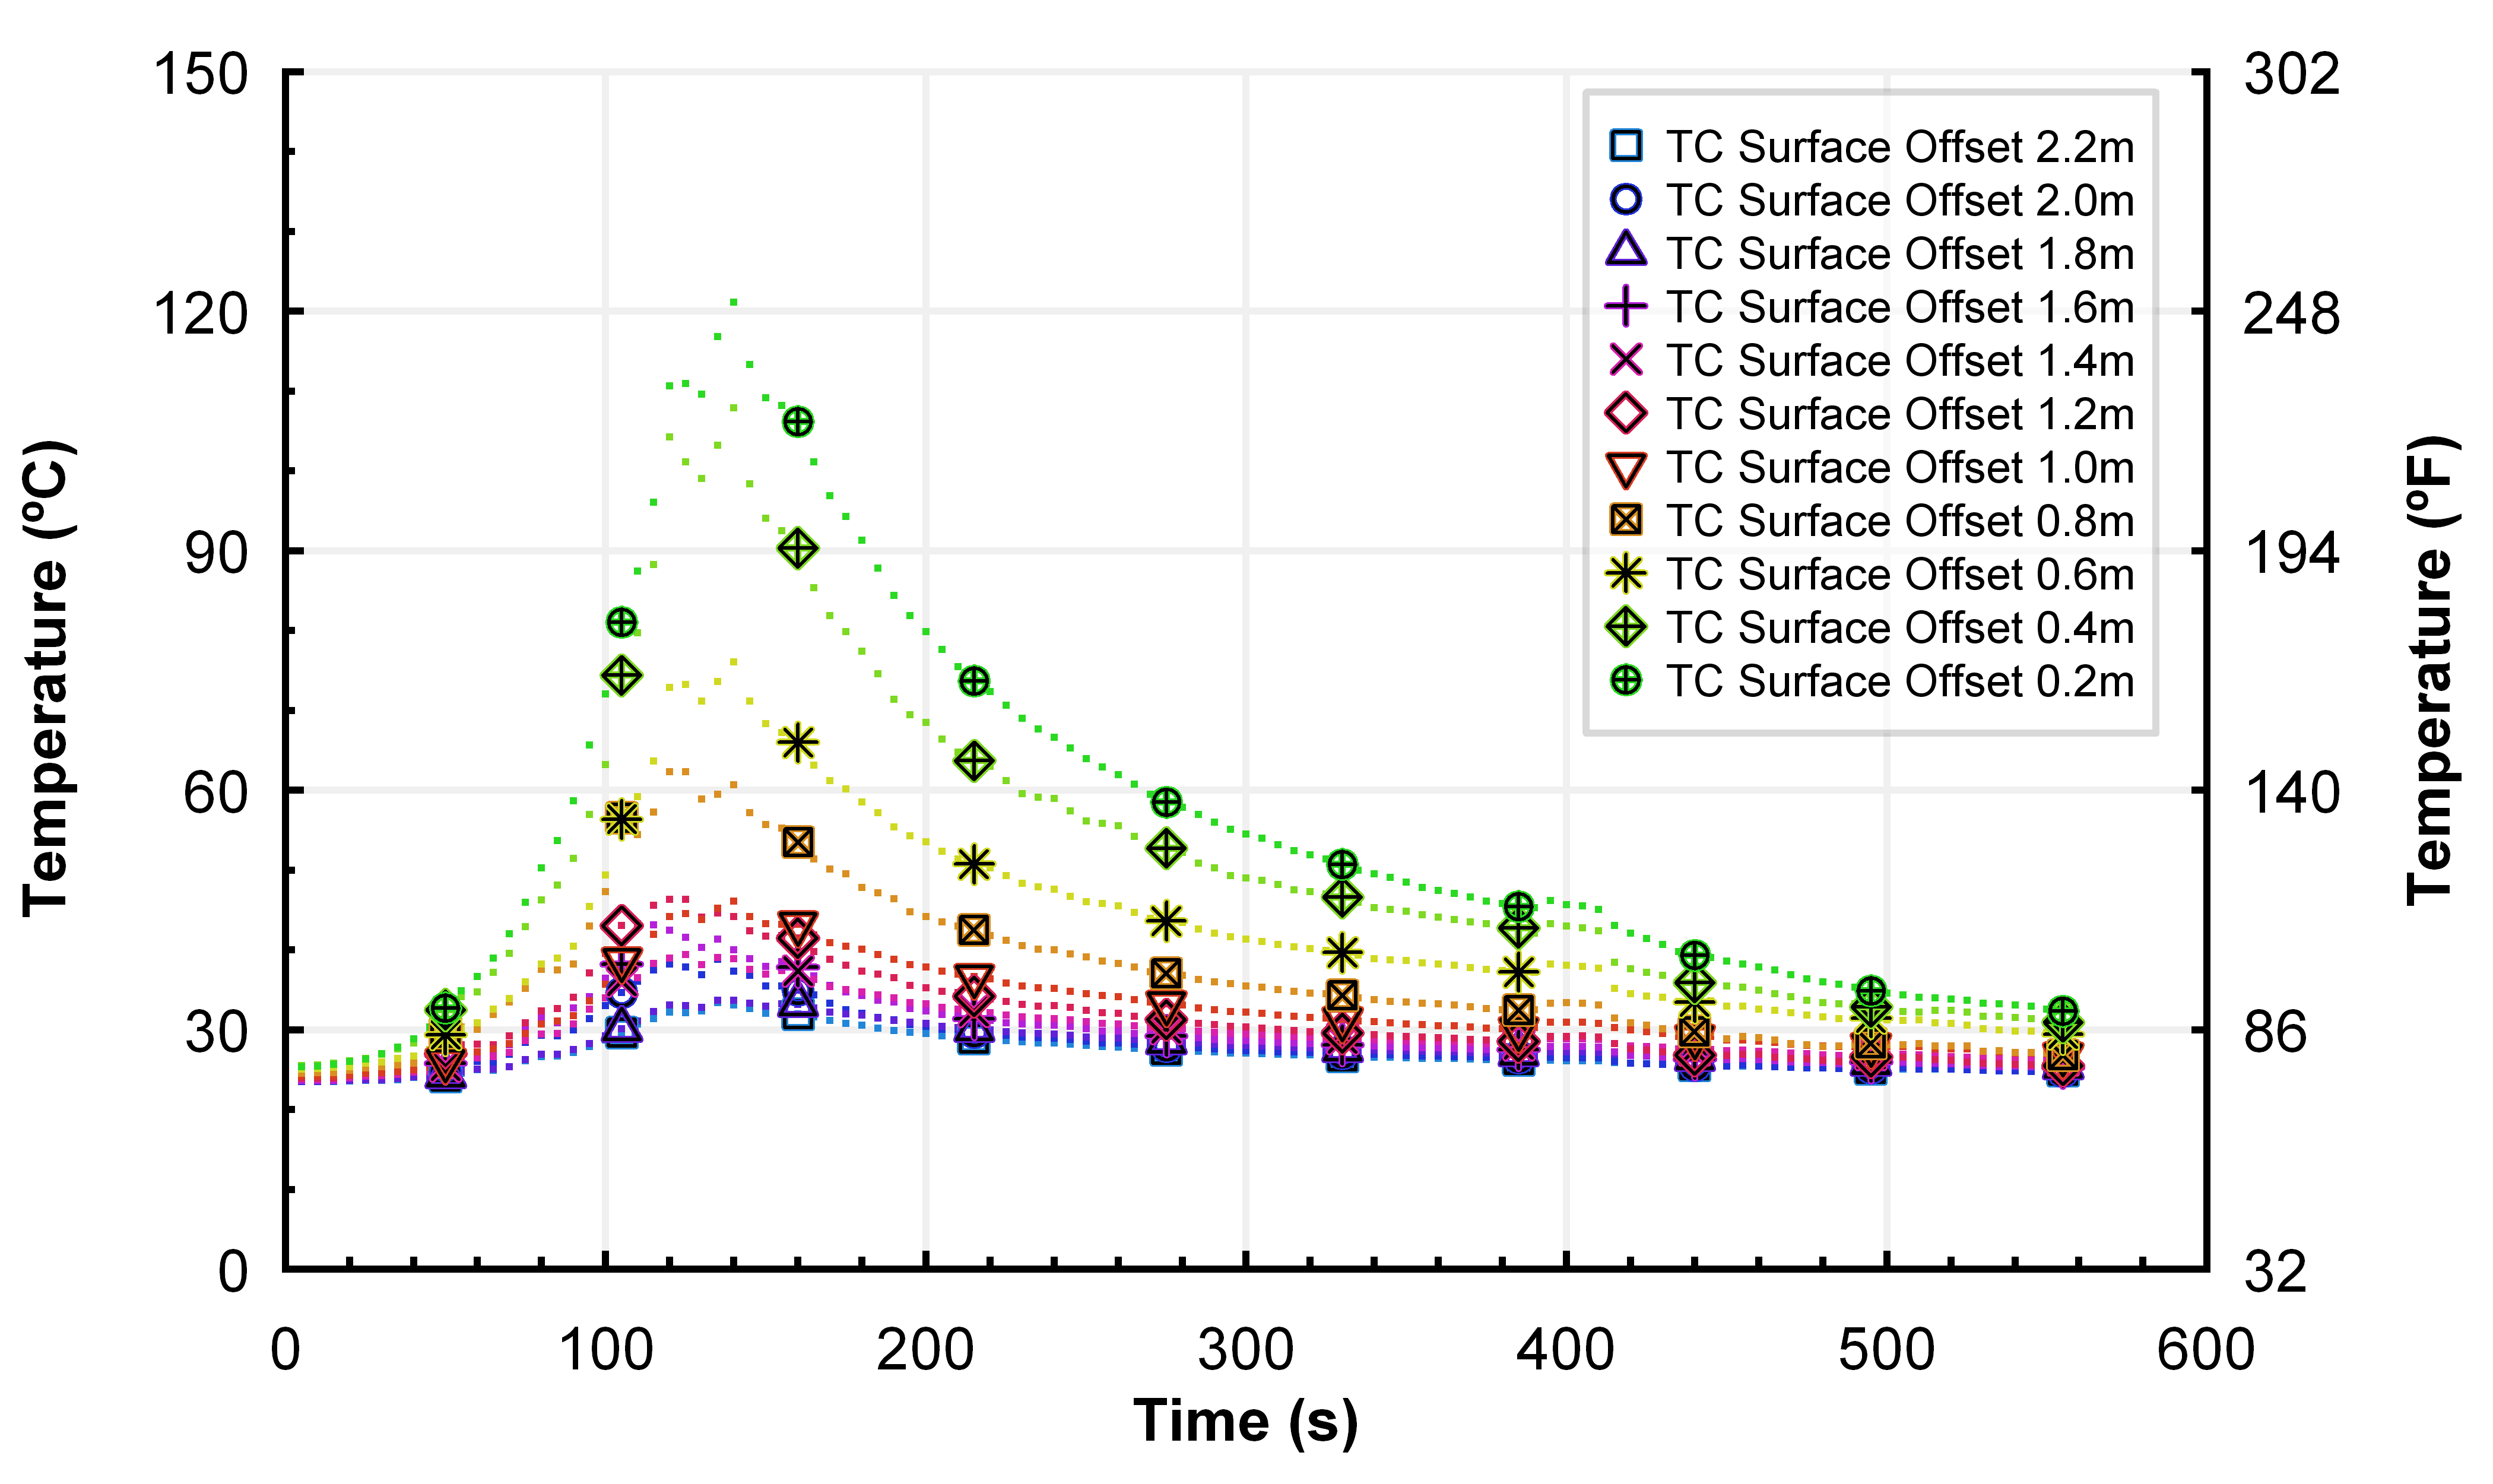 150
120
90
60
30
0
Temperature (ºC)
302
248
194
140
86
32
Temperature (ºF)
TC Surface Offset 2.2m
TC Surface Offset 2.0m
TC Surface Offset 1.8m
TC Surface Offset 1.6m
TC Surface Offset 1.4m
TC Surface Offset 1.2m
TC Surface Offset 1.0m
TC Surface Offset 0.8m
TC Surface Offset 0.6m
TC Surface Offset 0.4m
TC Surface Offset 0.2m
0 100 200 300 400 500 600
Time (s)